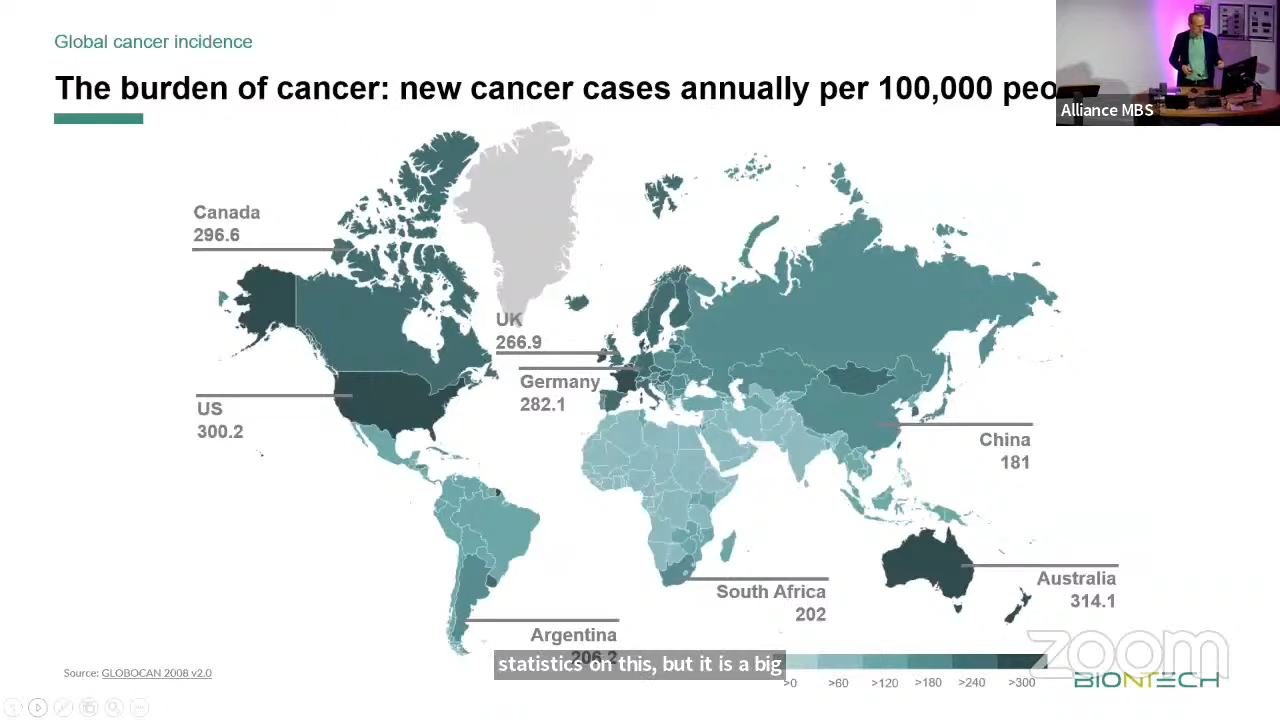 Global cancer incidence
The burden of cancer: new cancer cases annually per 100,000 peo
Alliance MBS
Canada
296.6
UK
266.9
Germany
282.1
US
300.2
China
181
Australia
314.1
South Africa
202
Argentina
206.2
statistics on this, but it is a big
>0 >60 >120 >180 >240 >300
zoom
BIONTECH
Source: GLOBOCAN 2008 v2.0